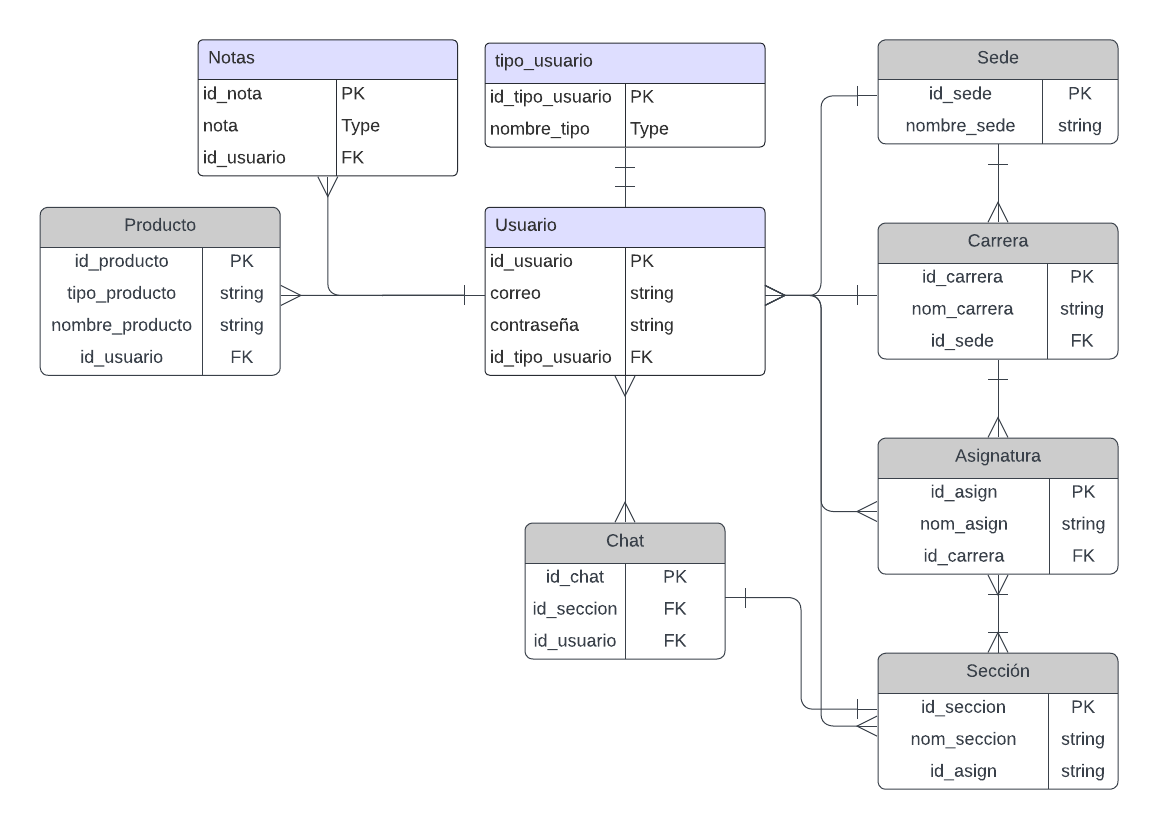 Notas
id_nota PK
nota Type
id_usuario FK
tipo_usuario
id_tipo_usuario PK
nombre_tipo Type
Sede
id_sede PK
nombre_sede string
Producto
id_producto PK
tipo_producto string
nombre_producto string
id_usuario FK
Usuario
id_usuario PK
correo string
contraseña string
id_tipo_usuario FK
Carrera
id_carrera PK
nom_carrera string
id_sede FK
Asignatura
id_asign PK
nom_asign string
id_carrera FK
Chat
id_chat PK
id_seccion FK
id_usuario FK
Sección
id_seccion PK
nom_seccion string
id_asign string